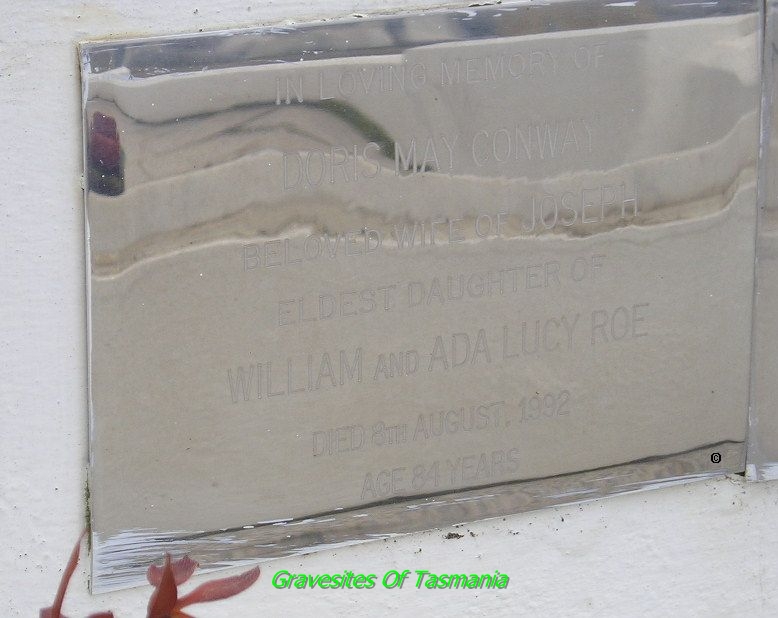 IN LOVING MEMORY OF
DORIS MAY CONWAY
BELOVED WIFE OF JOSEPH
ELDEST DAUGHTER OF
WILLIAM AND ADA LUCY ROE
DIED 8TH AUGUST, 1992
AGE 84 YEARS
©
Gravesites Of Tasmania